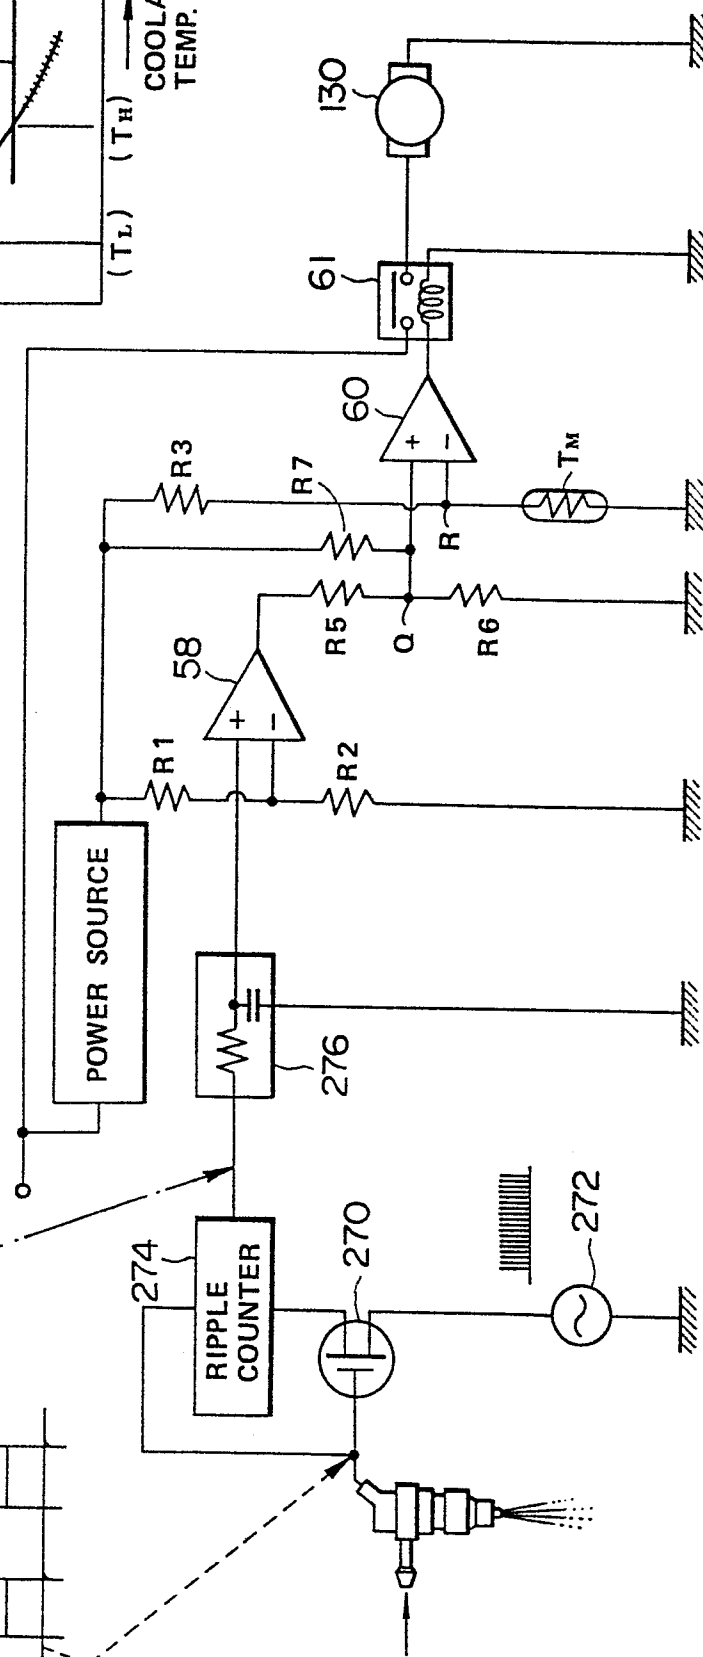 COOLA
TEMP.
(TH)
(TL)
130
61
60
+
−
TM
R3
R7
R
R5
Q
R6
58
+
−
R1
R2
POWER SOURCE
276
274
RIPPLE
COUNTER
270
272